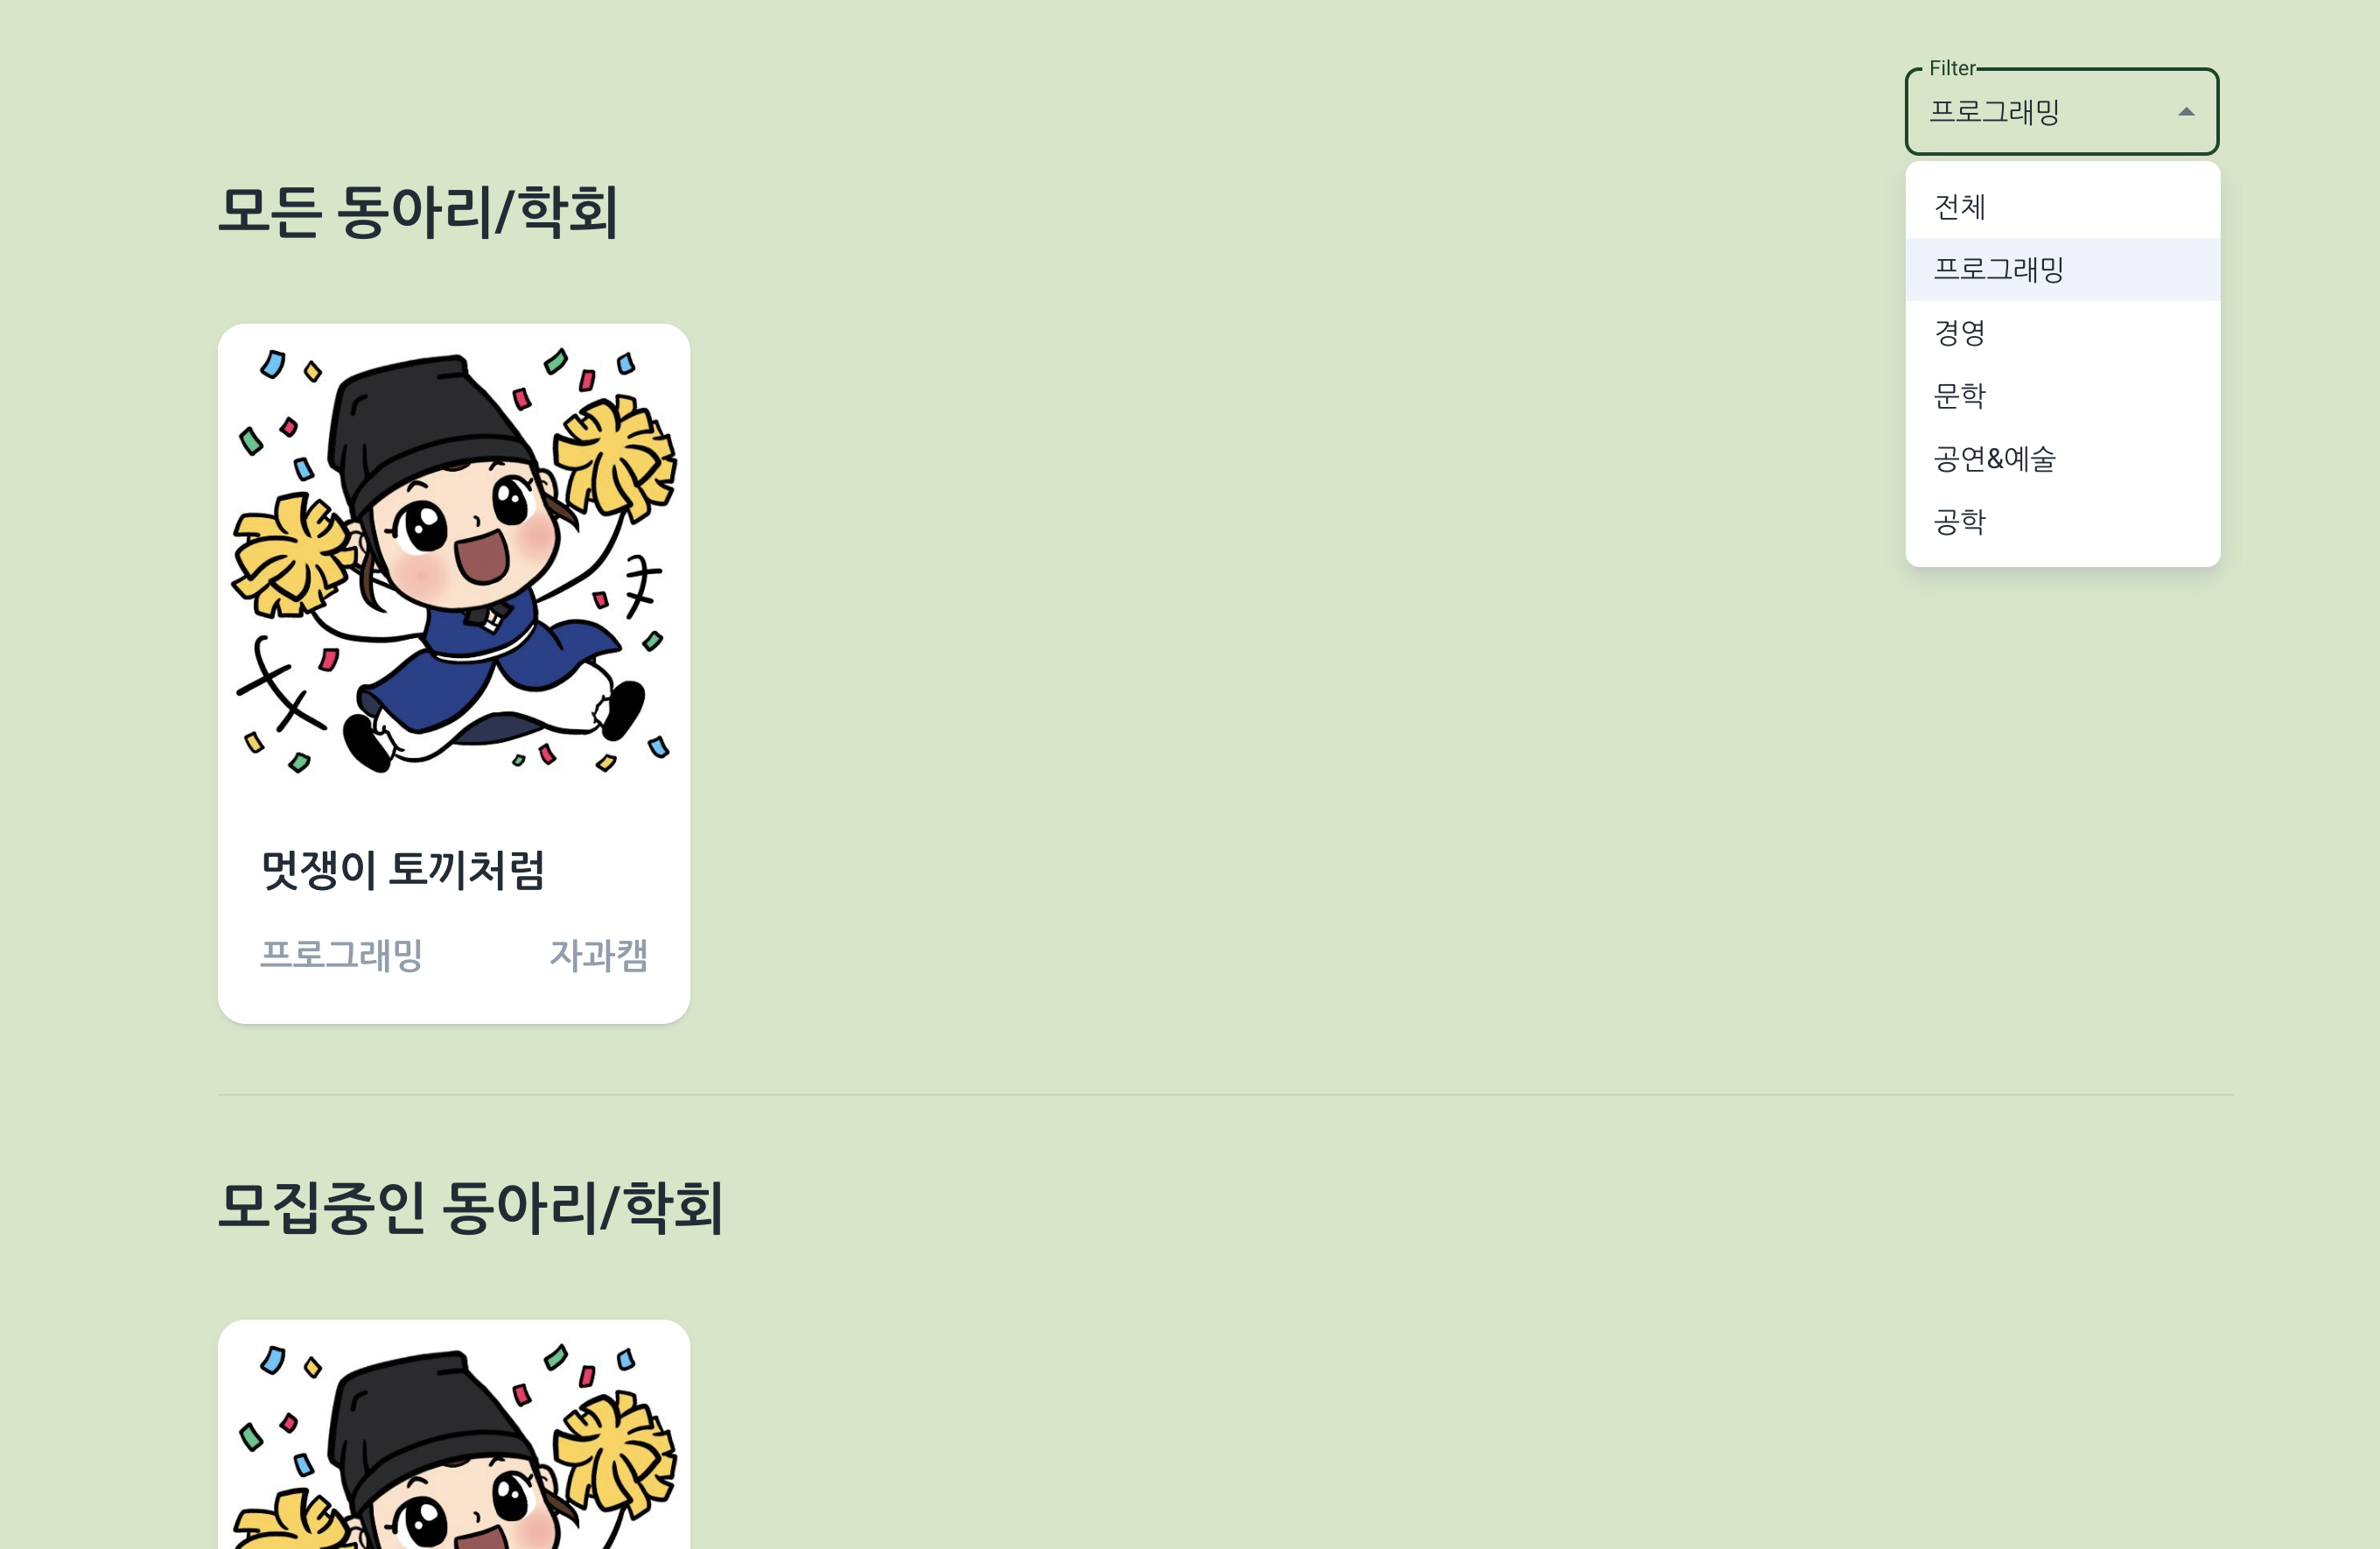 Filter
프로그래밍
전체
프로그래밍
경영
문학
공연&예술
공학
모든 동아리/학회
멋쟁이 토끼처럼
프로그래밍 자과캠
모집중인 동아리/학회